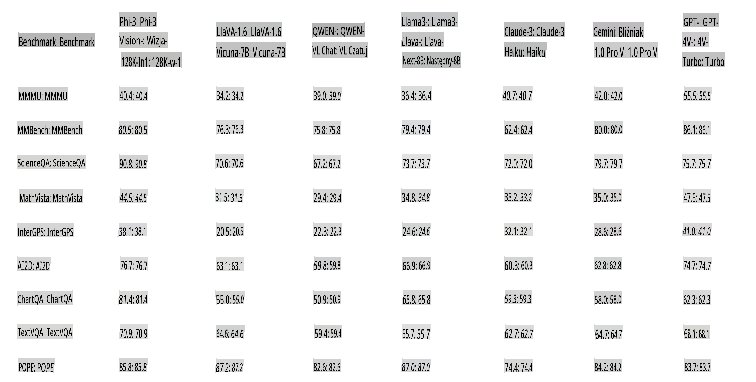 Benchmark: Benchmark
Phi-3: Phi-3
Vision-: Wizja-
128K-In1: 128K-w-1
LLaVA-1.6: LLaVA-1.6
Vicuna-7B: Vicuna-7B
QWEN-: QWEN-
VL Chat: VL Czatuj
Llama3-: Llama3-
Llava-: Llava-
Next-8B: Następny-8B
Claude-3: Claude-3
Haiku: Haiku
Gemini: Bliźniak
1.0 Pro V: 1.0 Pro V
GPT-: GPT-
4V-: 4V-
Turbo: Turbo
MMMU: MMMU 40.4: 40.4 34.2: 34.2 39.0: 39.0 36.4: 36.4 40.7: 40.7 42.0: 42.0 55.5: 55.5
MMBench: MMBench 80.5: 80.5 76.3: 76.3 75.8: 75.8 79.4: 79.4 62.4: 62.4 80.0: 80.0 86.1: 86.1
ScienceQA: ScienceQA 90.8: 90.8 70.6: 70.6 67.2: 67.2 73.7: 73.7 72.0: 72.0 79.7: 79.7 75.7: 75.7
MathVista: MathVista 44.5: 44.5 31.5: 31.5 29.4: 29.4 34.8: 34.8 33.2: 33.2 35.0: 35.0 47.5: 47.5
InterGPS: InterGPS 38.1: 38.1 20.5: 20.5 22.3: 22.3 24.6: 24.6 32.1: 32.1 28.6: 28.6 41.0: 41.0
AI2D: AI2D 76.7: 76.7 63.1: 63.1 59.8: 59.8 66.9: 66.9 60.3: 60.3 62.8: 62.8 74.7: 74.7
ChartQA: ChartQA 81.4: 81.4 55.0: 55.0 50.9: 50.9 65.8: 65.8 59.3: 59.3 58.0: 58.0 62.3: 62.3
TextVQA: TextVQA 70.9: 70.9 64.6: 64.6 59.4: 59.4 55.7: 55.7 62.7: 62.7 64.7: 64.7 68.1: 68.1
POPE: POPE 85.8: 85.8 87.2: 87.2 82.6: 82.6 87.0: 87.0 74.4: 74.4 84.2: 84.2 83.7: 83.7